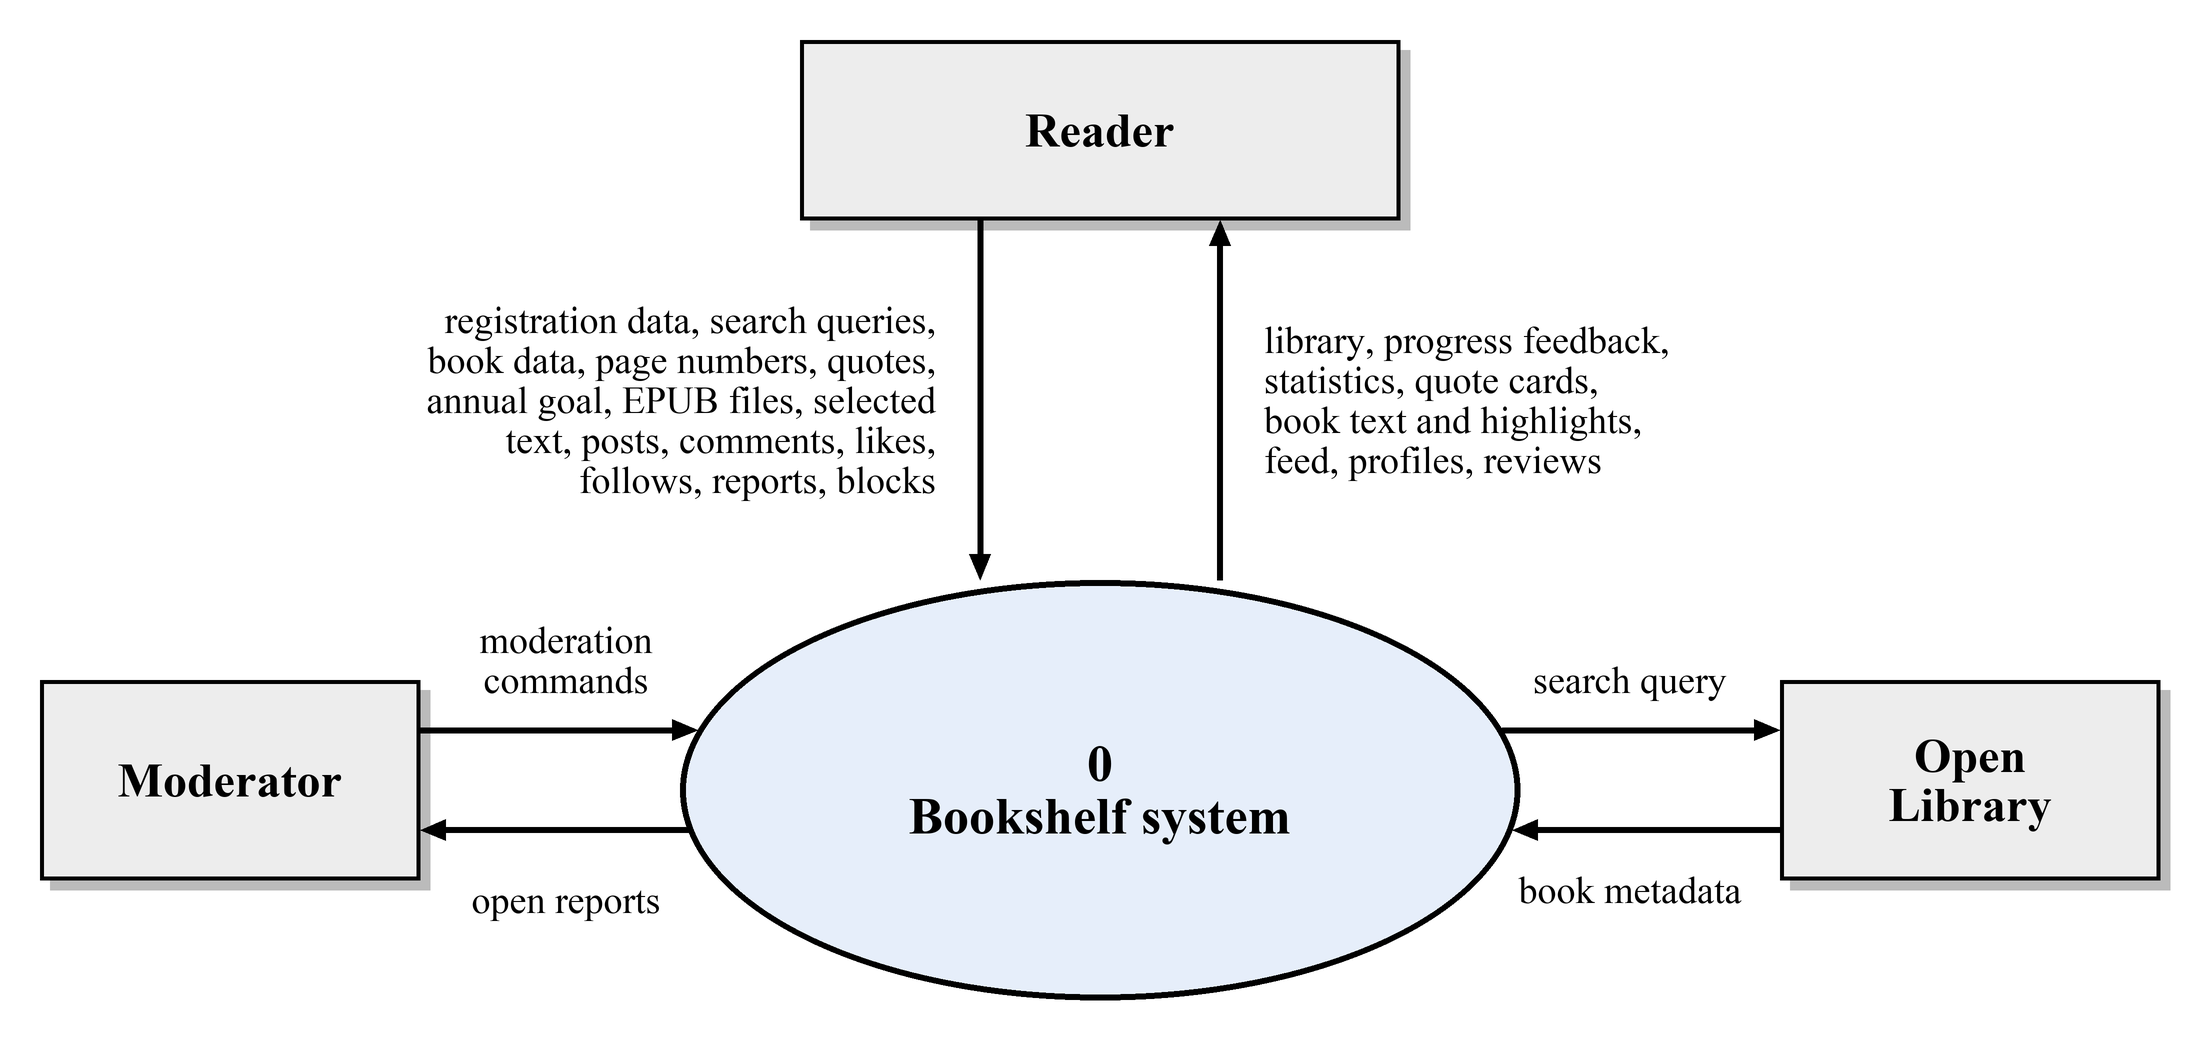 Reader
registration data, search queries,
book data, page numbers, quotes,
annual goal, EPUB files, selected
text, posts, comments, likes,
follows, reports, blocks
library, progress feedback,
statistics, quote cards,
book text and highlights,
feed, profiles, reviews
moderation
commands
Moderator
open reports
0
Bookshelf system
search query
Open
Library
book metadata